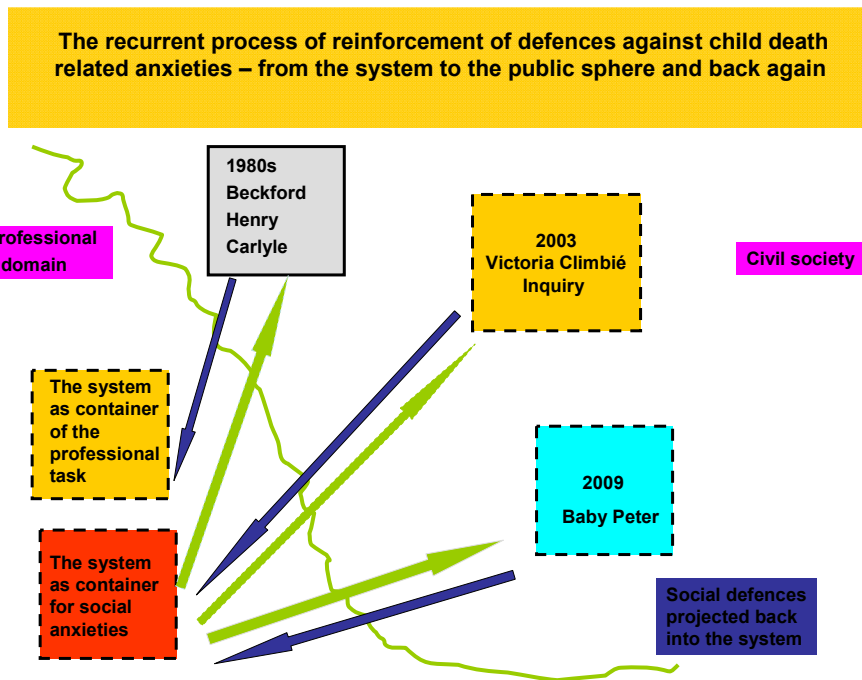 The recurrent process of reinforcement of defences against child death
related anxieties – from the system to the public sphere and back again
1980s
Beckford
Henry
Carlyle
rofessional
domain
2003
Victoria Climbié
Inquiry
Civil society
The system
as container
of the
professional
task
2009
Baby Peter
The system
as container
for social
anxieties
Social defences
projected back
into the system